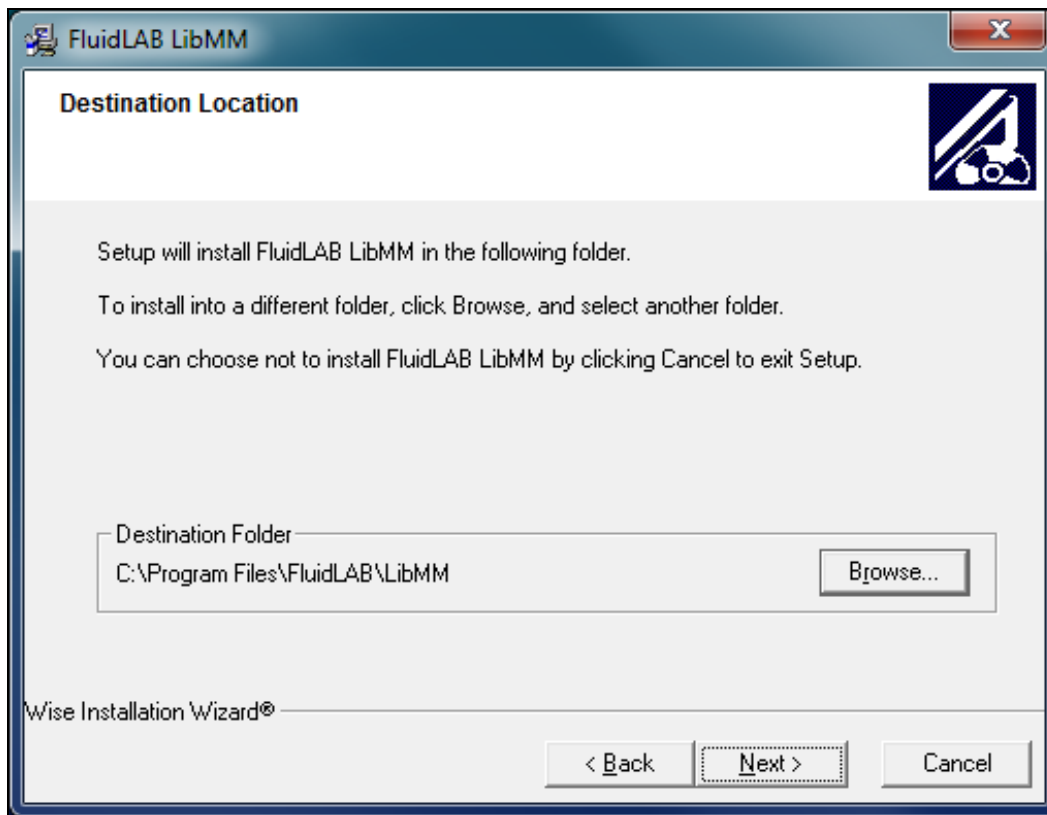 FluidLAB LibMM
Destination Location
Setup will install FluidLAB LibMM in the following folder.
To install into a different folder, click Browse, and select another folder.
You can choose not to install FluidLAB LibMM by clicking Cancel to exit Setup.
Destination Folder
C:\Program Files\FluidLAB\LibMM
Browse...
Wise Installation Wizard®
< Back
Next >
Cancel